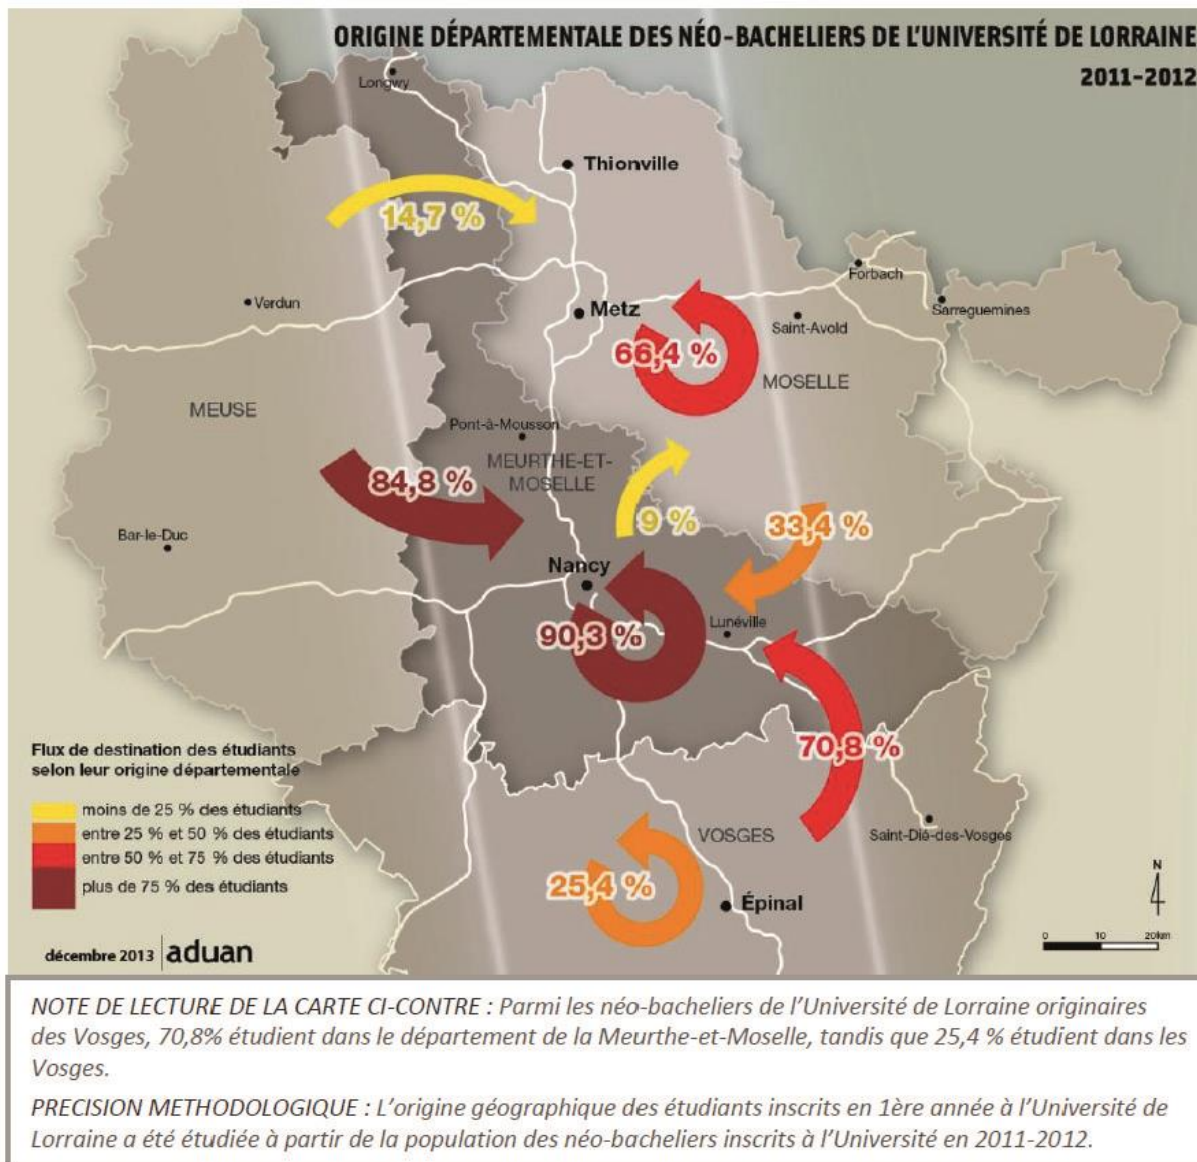 ORIGINE DÉPARTEMENTALE DES NÉO-BACHELIERS DE L'UNIVERSITÉ DE LORRAINE
2011-2012
Longwy
Thionville
14,7 %
Forbach
Verdun
Metz
Sarreguemines
Saint-Avold
66,4 %
MOSELLE
MEUSE
Pont-à-Mousson
MEURTHE-ET-
MOSELLE
84,8 %
9 %
33,4 %
Bar-le-Duc
Nancy
Lunéville
90,3 %
70,8 %
Flux de destination des étudiants
selon leur origine départementale
moins de 25 % des étudiants
entre 25 % et 50 % des étudiants
entre 50 % et 75 % des étudiants
plus de 75 % des étudiants
VOSGES
Saint-Dié-des-Vosges
25,4 %
Épinal
N
0 10 20km
décembre 2013 aduan
NOTE DE LECTURE DE LA CARTE CI-CONTRE : Parmi les néo-bacheliers de l'Université de Lorraine originaires
des Vosges, 70,8% étudient dans le département de la Meurthe-et-Moselle, tandis que 25,4 % étudient dans les
Vosges.
PRECISION METHODOLOGIQUE : L'origine géographique des étudiants inscrits en 1ère année à l'Université de
Lorraine a été étudiée à partir de la population des néo-bacheliers inscrits à l'Université en 2011-2012.